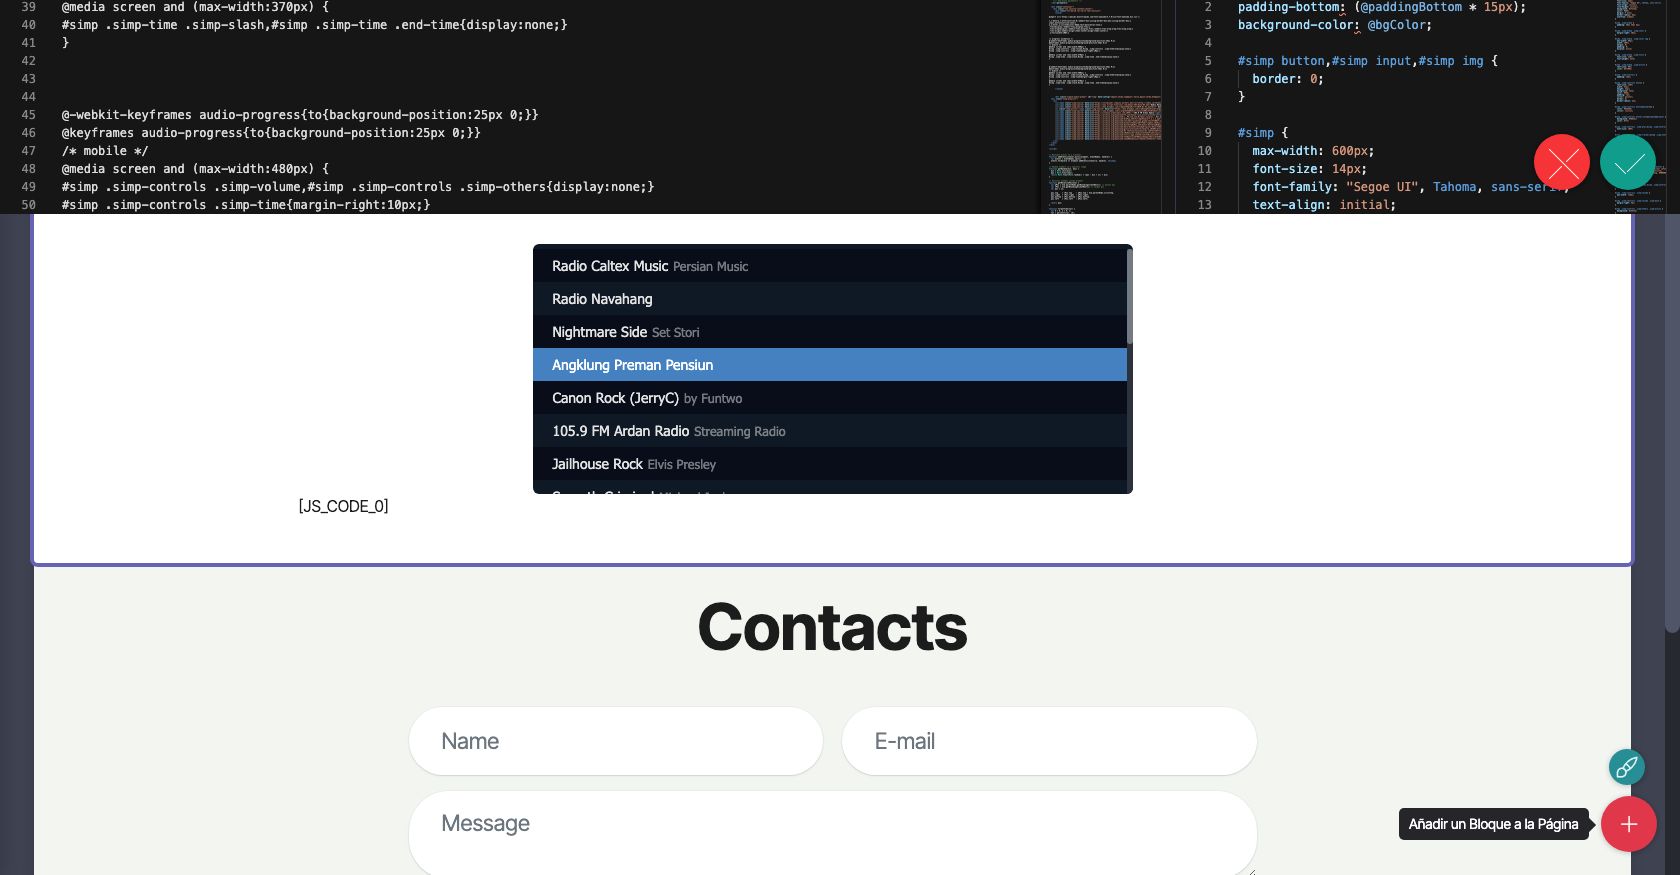 39 @media screen and (max-width:370px) {
40 #simp .simp-time .simp-slash,#simp .simp-time .end-time{display:none;}
41 }
42
43
44
45 @-webkit-keyframes audio-progress{to{background-position:25px 0;}}
46 @keyframes audio-progress{to{background-position:25px 0;}}
47 /* mobile */
48 @media screen and (max-width:480px) {
49 #simp .simp-controls .simp-volume,#simp .simp-controls .simp-others{display:none;}
50 #simp .simp-controls .simp-time{margin-right:10px;}
2 padding-bottom: (@paddingBottom * 15px);
3 background-color: @bgColor;
4
5 #simp button,#simp input,#simp img {
6 border: 0;
7 }
8
9 #simp {
10 max-width: 600px;
11 font-size: 14px;
12 font-family: "Segoe UI", Tahoma, sans-serif;
13 text-align: initial;
Radio Caltex Music Persian Music
Radio Navahang
Nightmare Side Set Stori
Angklung Preman Pensiun
Canon Rock (JerryC) by Funtwo
105.9 FM Ardan Radio Streaming Radio
Jailhouse Rock Elvis Presley
[JS_CODE_0]
Contacts
Name
E-mail
Message
Añadir un Bloque a la Página